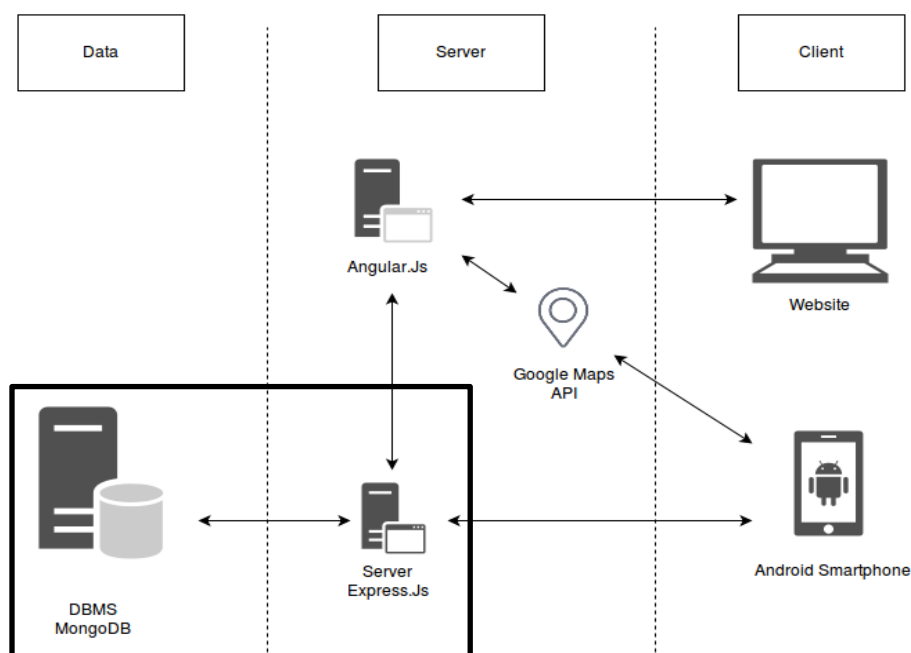 Data
Server
Client
Angular.Js
Website
Google Maps
API
Server
Express.Js
Android Smartphone
DBMS
MongoDB